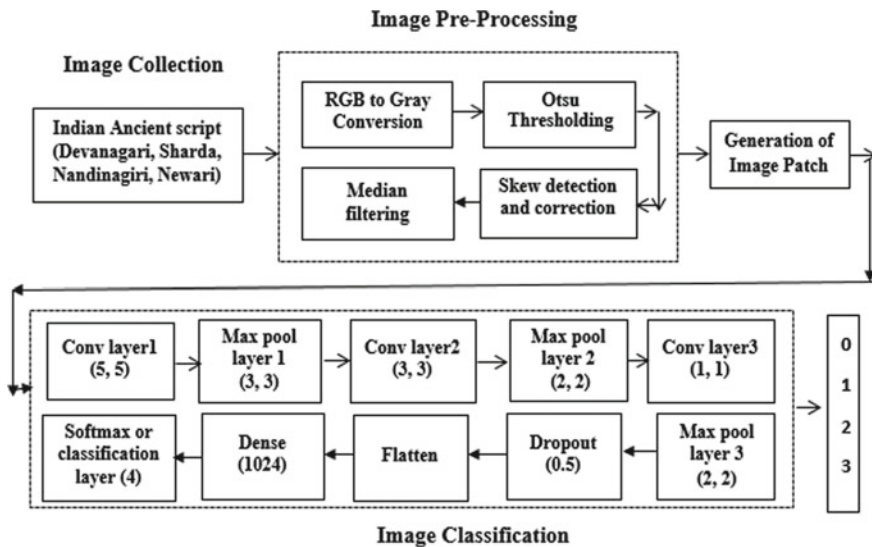 Image Pre-Processing
Image Collection
Indian Ancient script
(Devanagari, Sharda,
Nandinagiri, Newari)
RGB to Gray
Conversion
Otsu
Thresholding
Median
filtering
Skew detection
and correction
Generation of
Image Patch
Conv layer1
(5, 5)
Max pool
layer 1
(3, 3)
Conv layer2
(3, 3)
Max pool
layer 2
(2, 2)
Conv layer3
(1, 1)
Softmax or
classification
layer (4)
Dense
(1024)
Flatten
Dropout
(0.5)
Max pool
layer 3
(2, 2)
0
1
2
3
Image Classification